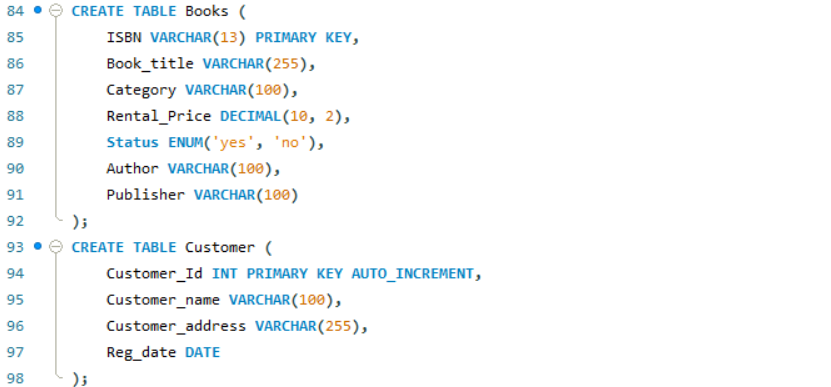 84 CREATE TABLE Books (
85 ISBN VARCHAR(13) PRIMARY KEY,
86 Book_title VARCHAR(255),
87 Category VARCHAR(100),
88 Rental_Price DECIMAL(10, 2),
89 Status ENUM('yes', 'no'),
90 Author VARCHAR(100),
91 Publisher VARCHAR(100)
92 );
93 CREATE TABLE Customer (
94 Customer_Id INT PRIMARY KEY AUTO_INCREMENT,
95 Customer_name VARCHAR(100),
96 Customer_address VARCHAR(255),
97 Reg_date DATE
98 );